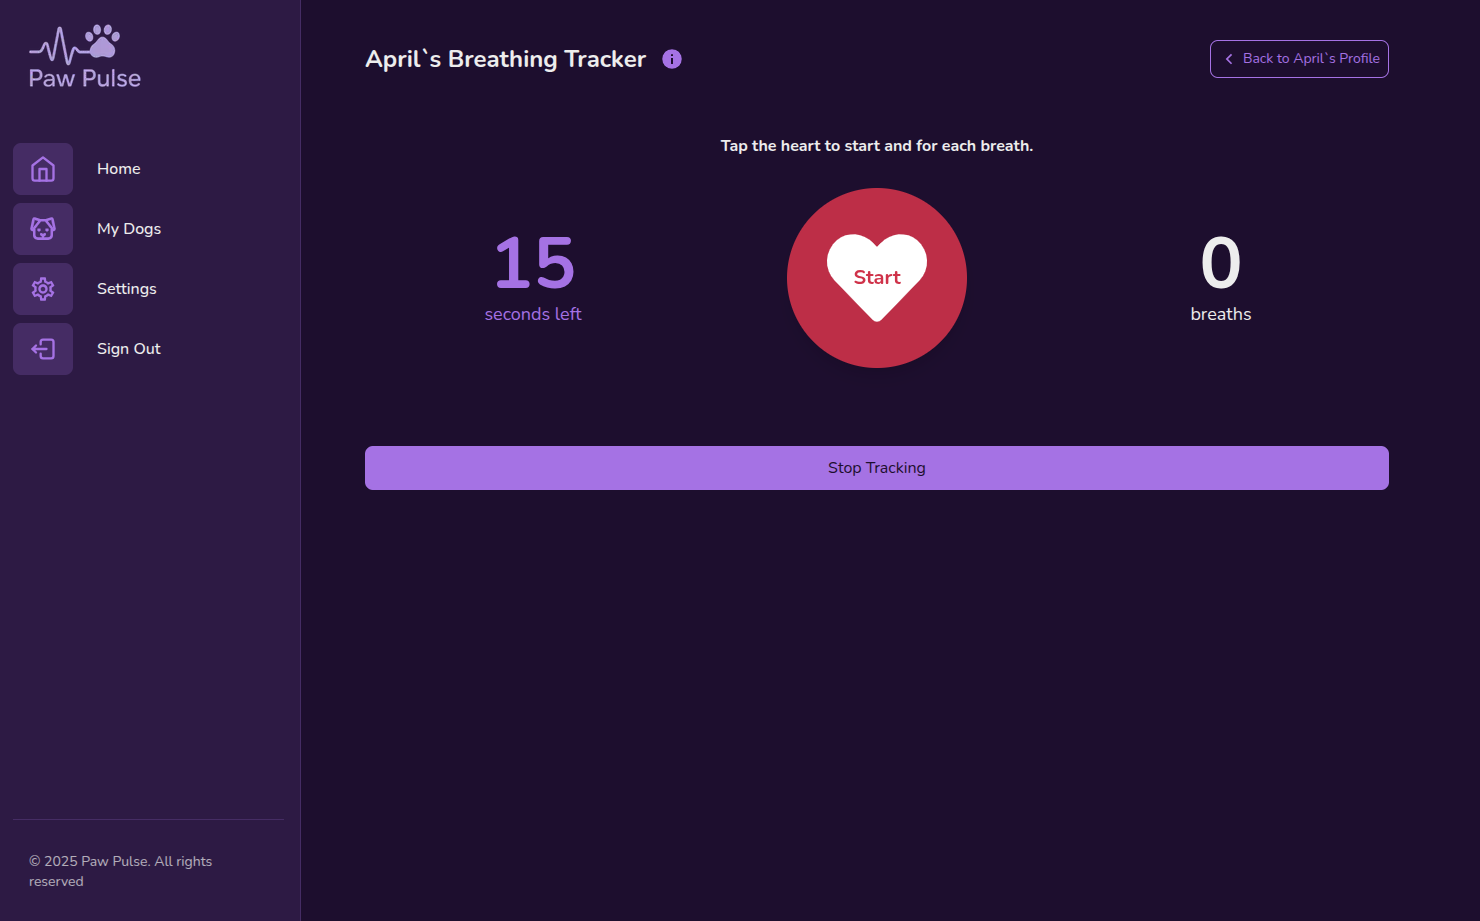 Paw Pulse
Home
My Dogs
Settings
Sign Out
© 2025 Paw Pulse. All rights
reserved
April`s Breathing Tracker
Back to April`s Profile
Tap the heart to start and for each breath.
15
seconds left
Start
0
breaths
Stop Tracking